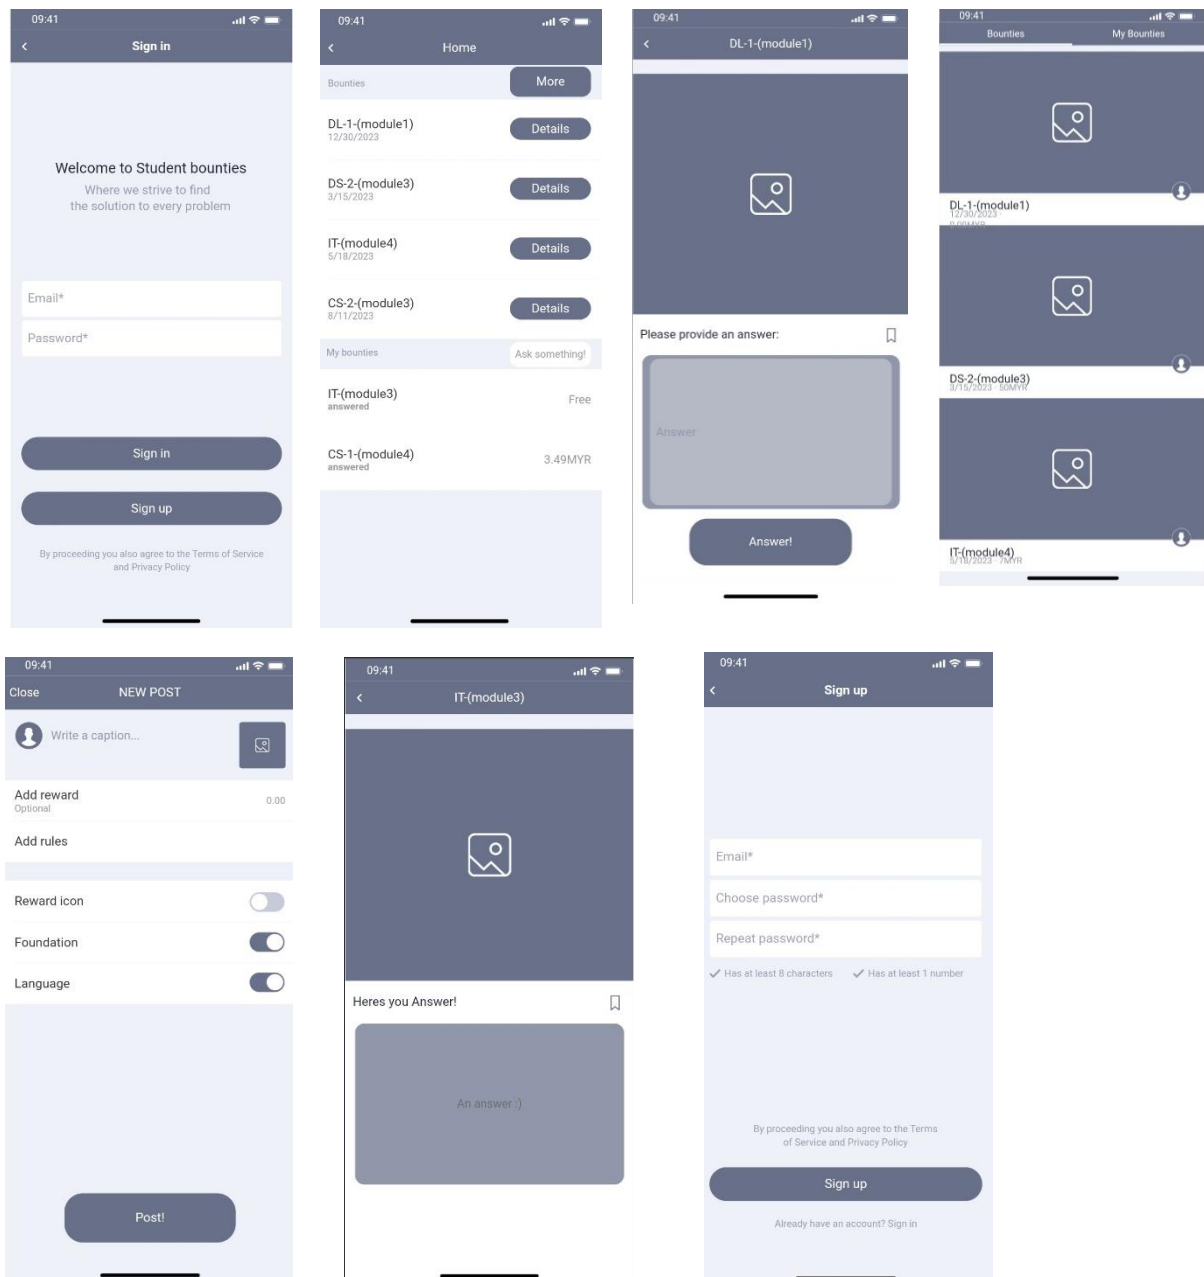 09:41
Sign in
Welcome to Student bounties
Where we strive to find
the solution to every problem
Email*
Password*
Sign in
Sign up
By proceeding you also agree to the Terms of Service
and Privacy Policy
09:41
Home
Bounties
More
DL-1-(module1)
12/30/2023
Details
DS-2-(module3)
3/15/2023
Details
IT-(module4)
5/18/2023
Details
CS-2-(module3)
8/11/2023
Details
My bounties
Ask something!
IT-(module3)
answered
Free
CS-1-(module4)
answered
3.49MYR
09:41
DL-1-(module1)
Please provide an answer:
Answer
Answer!
09:41
Bounties
My Bounties
DL-1-(module1)
12/30/2023 ·
0.00MYR
DS-2-(module3)
3/15/2023 · 50MYR
IT-(module4)
5/18/2023 · 7MYR
09:41
Close
NEW POST
Write a caption...
Add reward
Optional
0.00
Add rules
Reward icon
Foundation
Language
Post!
09:41
IT-(module3)
Heres you Answer!
An answer :)
09:41
Sign up
Email*
Choose password*
Repeat password*
Has at least 8 characters
Has at least 1 number
By proceeding you also agree to the Terms
of Service and Privacy Policy
Sign up
Already have an account? Sign in